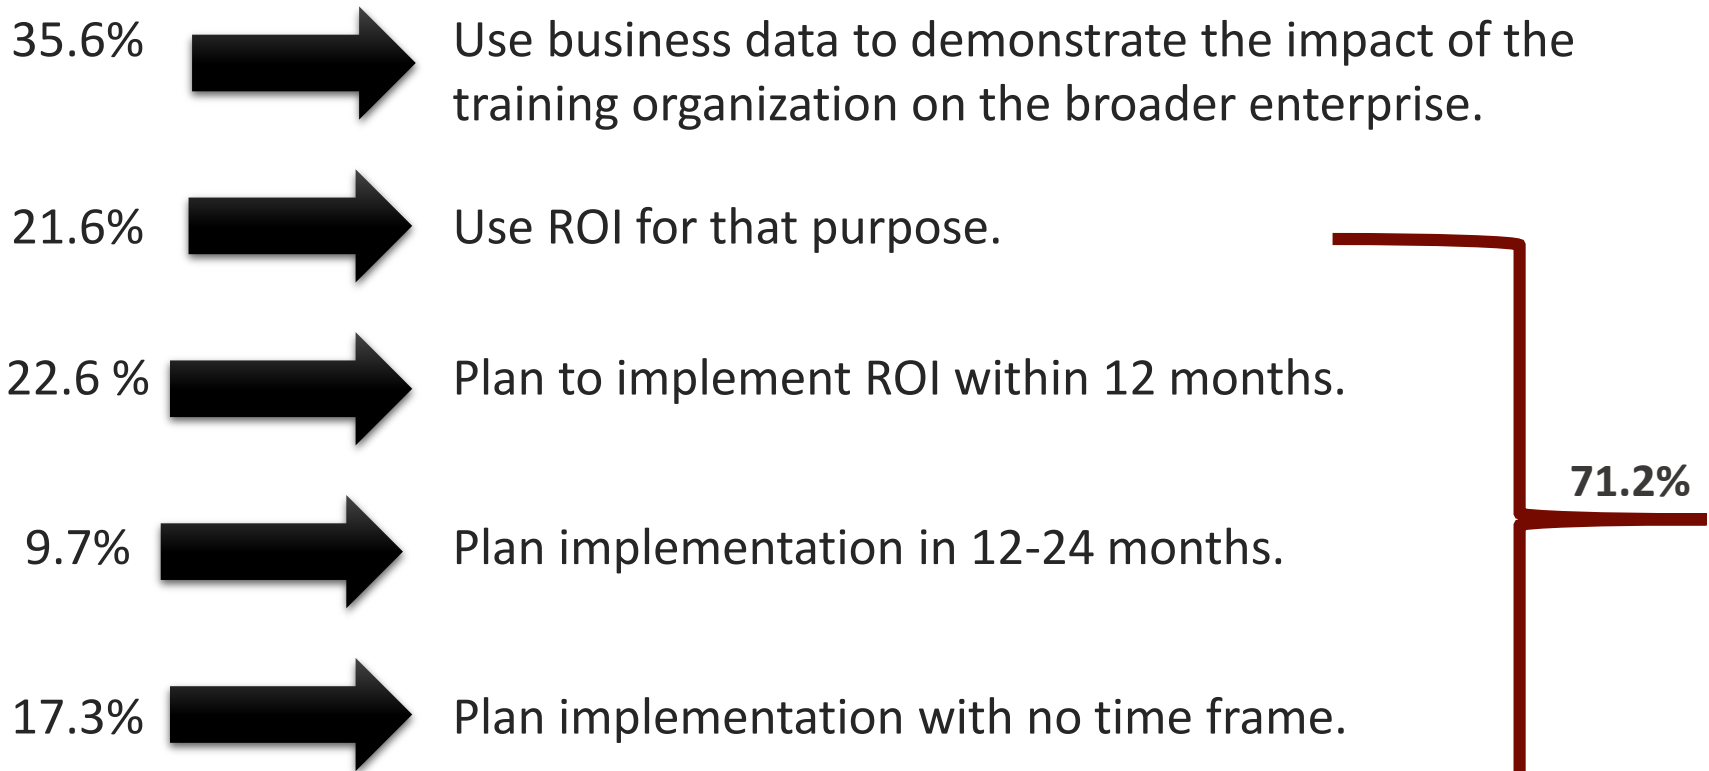 35.6% Use business data to demonstrate the impact of the
training organization on the broader enterprise.
21.6% Use ROI for that purpose.
22.6 % Plan to implement ROI within 12 months.
71.2%
9.7% Plan implementation in 12-24 months.
17.3% Plan implementation with no time frame.